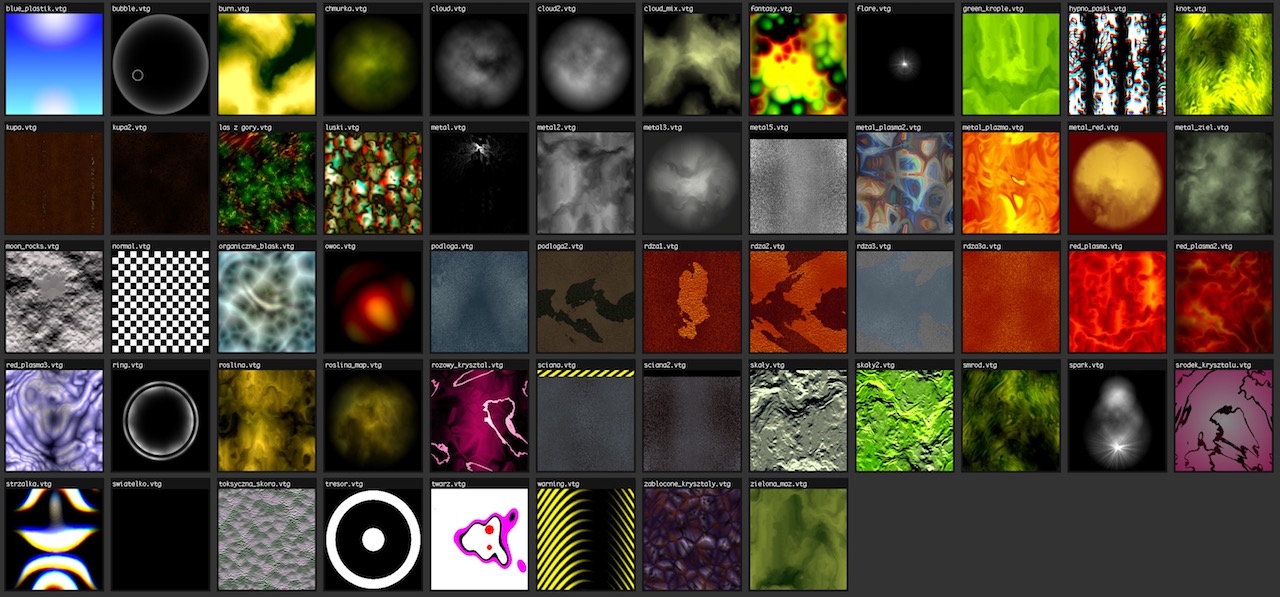 blue_plastik.vtg bubble.vtg burn.vtg chmurka.vtg cloud.vtg cloud2.vtg cloud_mix.vtg fantasy.vtg flare.vtg green_krople.vtg hypno_paski.vtg knot.vtg
kupa.vtg kupa2.vtg las z gory.vtg luski.vtg metal.vtg metal2.vtg metal3.vtg metal5.vtg metal_plasma2.vtg metal_plazma.vtg metal_red.vtg metal_ziel.vtg
moon_rocks.vtg normal.vtg organiczne_blask.vtg owoc.vtg podloga.vtg podloga2.vtg rdza1.vtg rdza2.vtg rdza3.vtg rdza3a.vtg red_plasma.vtg red_plasma2.vtg
red_plasma3.vtg ring.vtg roslina.vtg roslina_map.vtg rozowy_krysztal.vtg sciana.vtg sciana2.vtg skały.vtg skały2.vtg smrod.vtg spark.vtg srodek_krysztalu.vtg
strzalka.vtg swiatelko.vtg toksyczna_skora.vtg tresor.vtg twarz.vtg warning.vtg zablocone_krysztaly.vtg zielona_maz.vtg